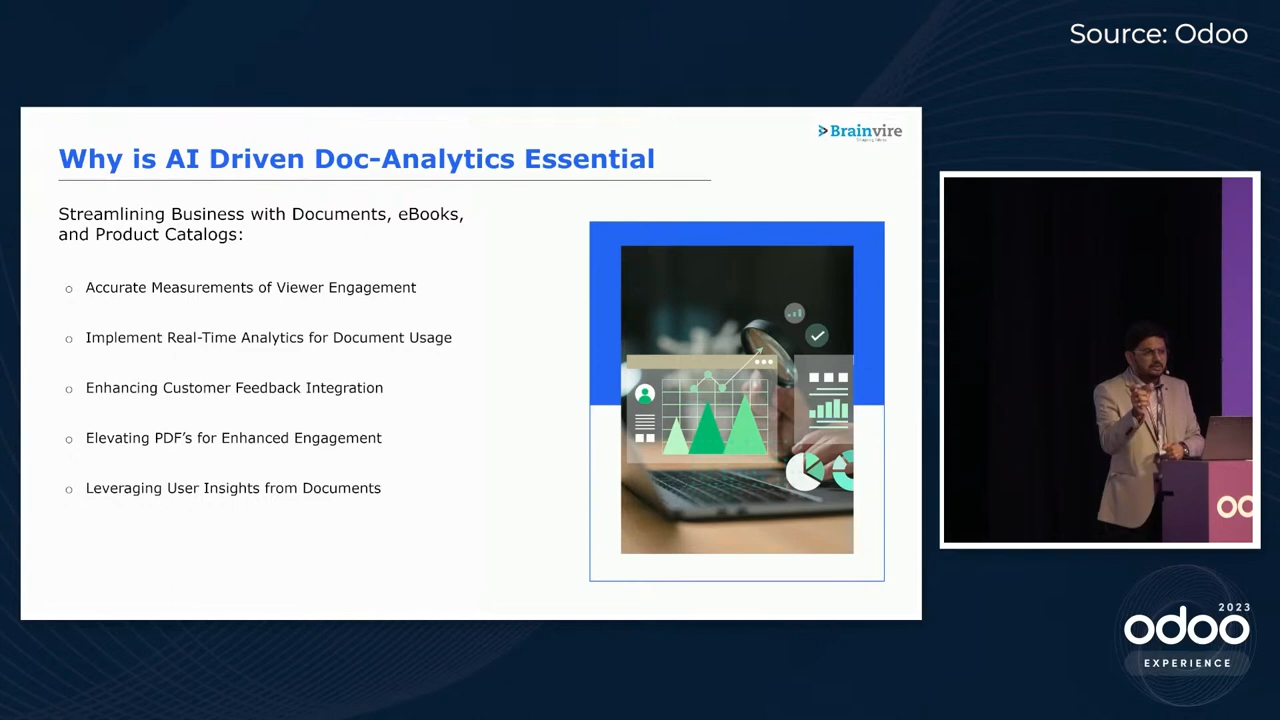 Source: Odoo
Brainvire
Why is AI Driven Doc-Analytics Essential
Streamlining Business with Documents, eBooks,
and Product Catalogs:
Accurate Measurements of Viewer Engagement
Implement Real-Time Analytics for Document Usage
Enhancing Customer Feedback Integration
Elevating PDF’s for Enhanced Engagement
Leveraging User Insights from Documents
2023
odoo
EXPERIENCE